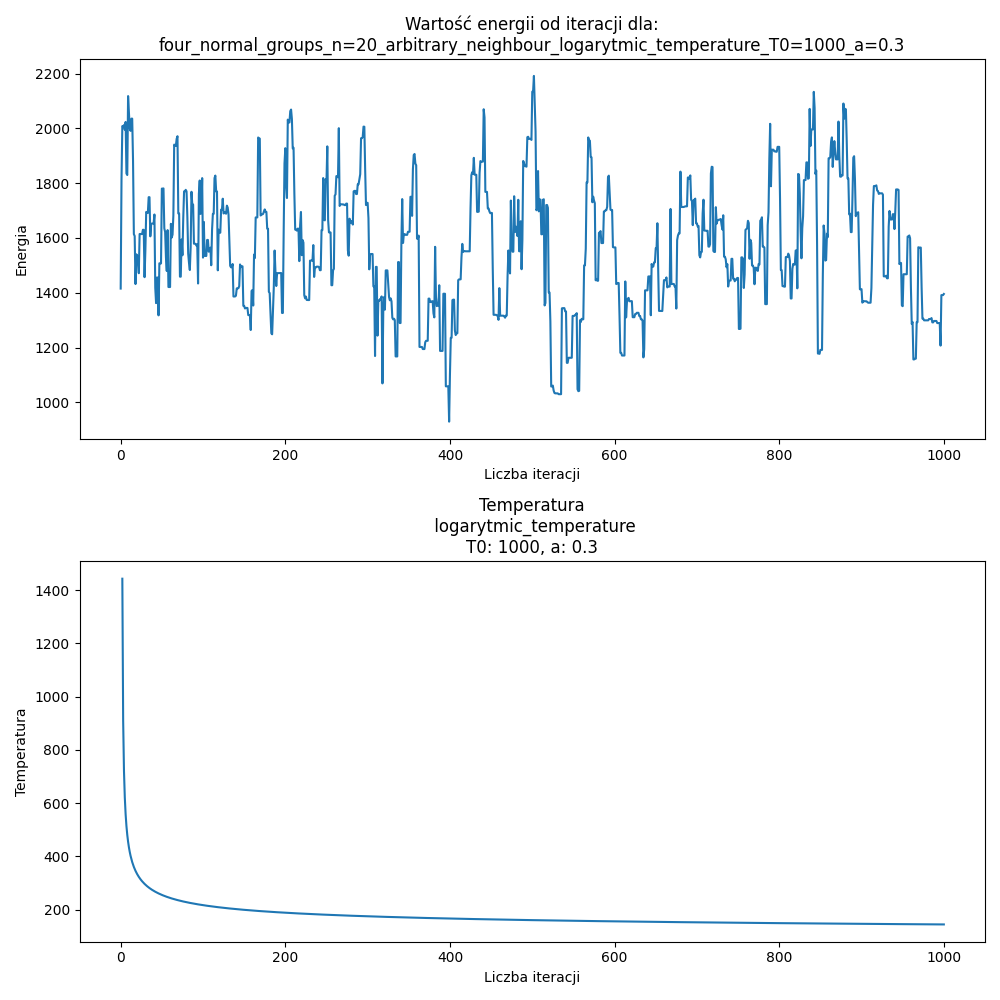 Wartość energii od iteracji dla:
four_normal_groups_n=20_arbitrary_neighbour_logarytmic_temperature_T0=1000_a=0.3
2200
2000
1800
1600
1400
1200
1000
Energia
0 200 400 600 800 1000
Liczba iteracji
Temperatura
logarytmic_temperature
T0: 1000, a: 0.3
1400
1200
1000
800
600
400
200
Temperatura
0 200 400 600 800 1000
Liczba iteracji